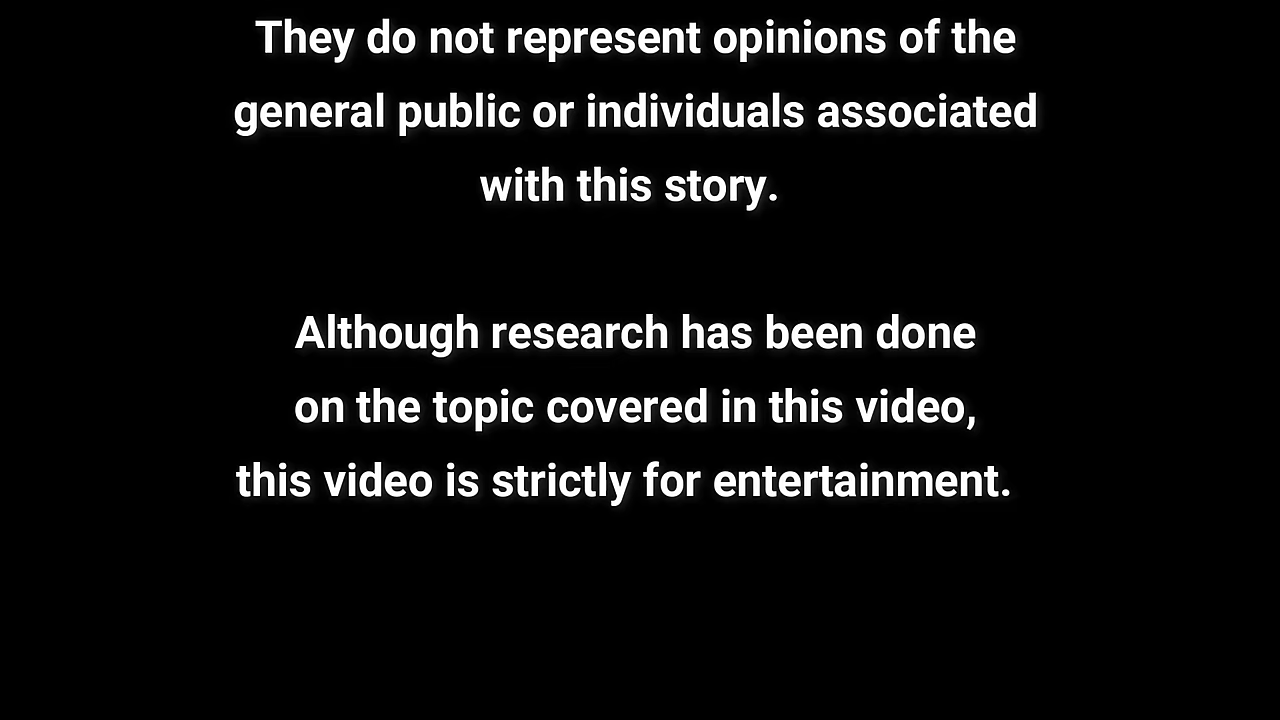 They do not represent opinions of the
general public or individuals associated
with this story.
Although research has been done
on the topic covered in this video,
this video is strictly for entertainment.